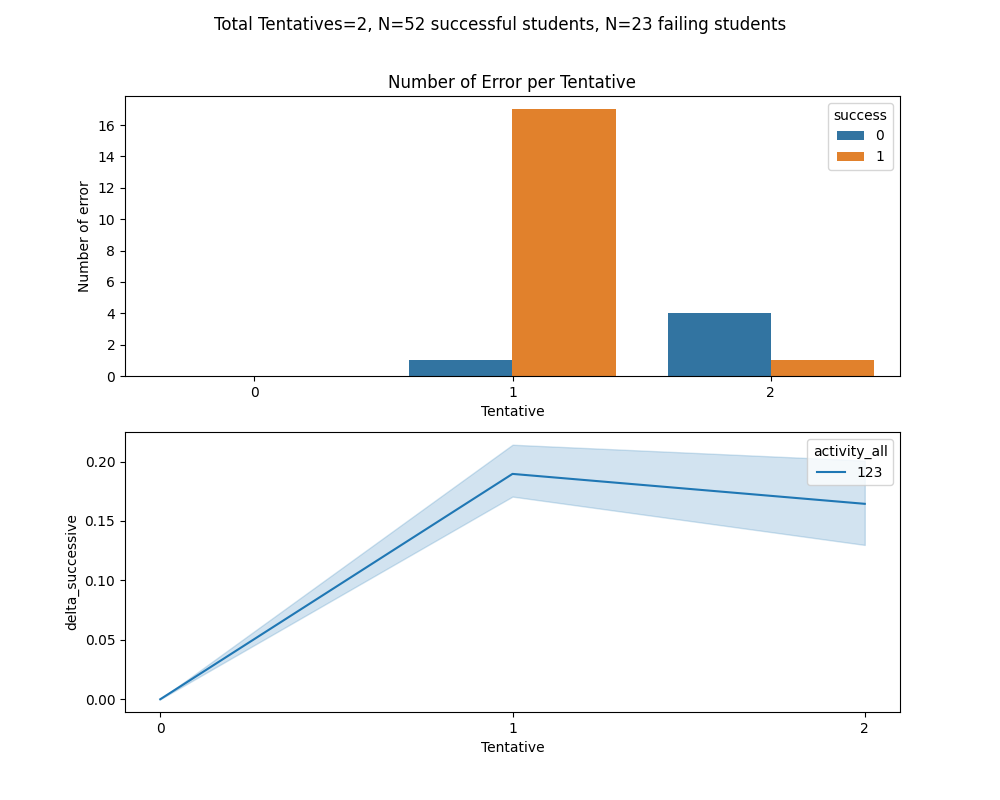 Total Tentatives=2, N=52 successful students, N=23 failing students
Number of Error per Tentative
Number of error
16
14
12
10
8
6
4
2
0
success
0
1
0 1 2
Tentative
delta_successive
0.20
0.15
0.10
0.05
0.00
activity_all
123
0 1 2
Tentative